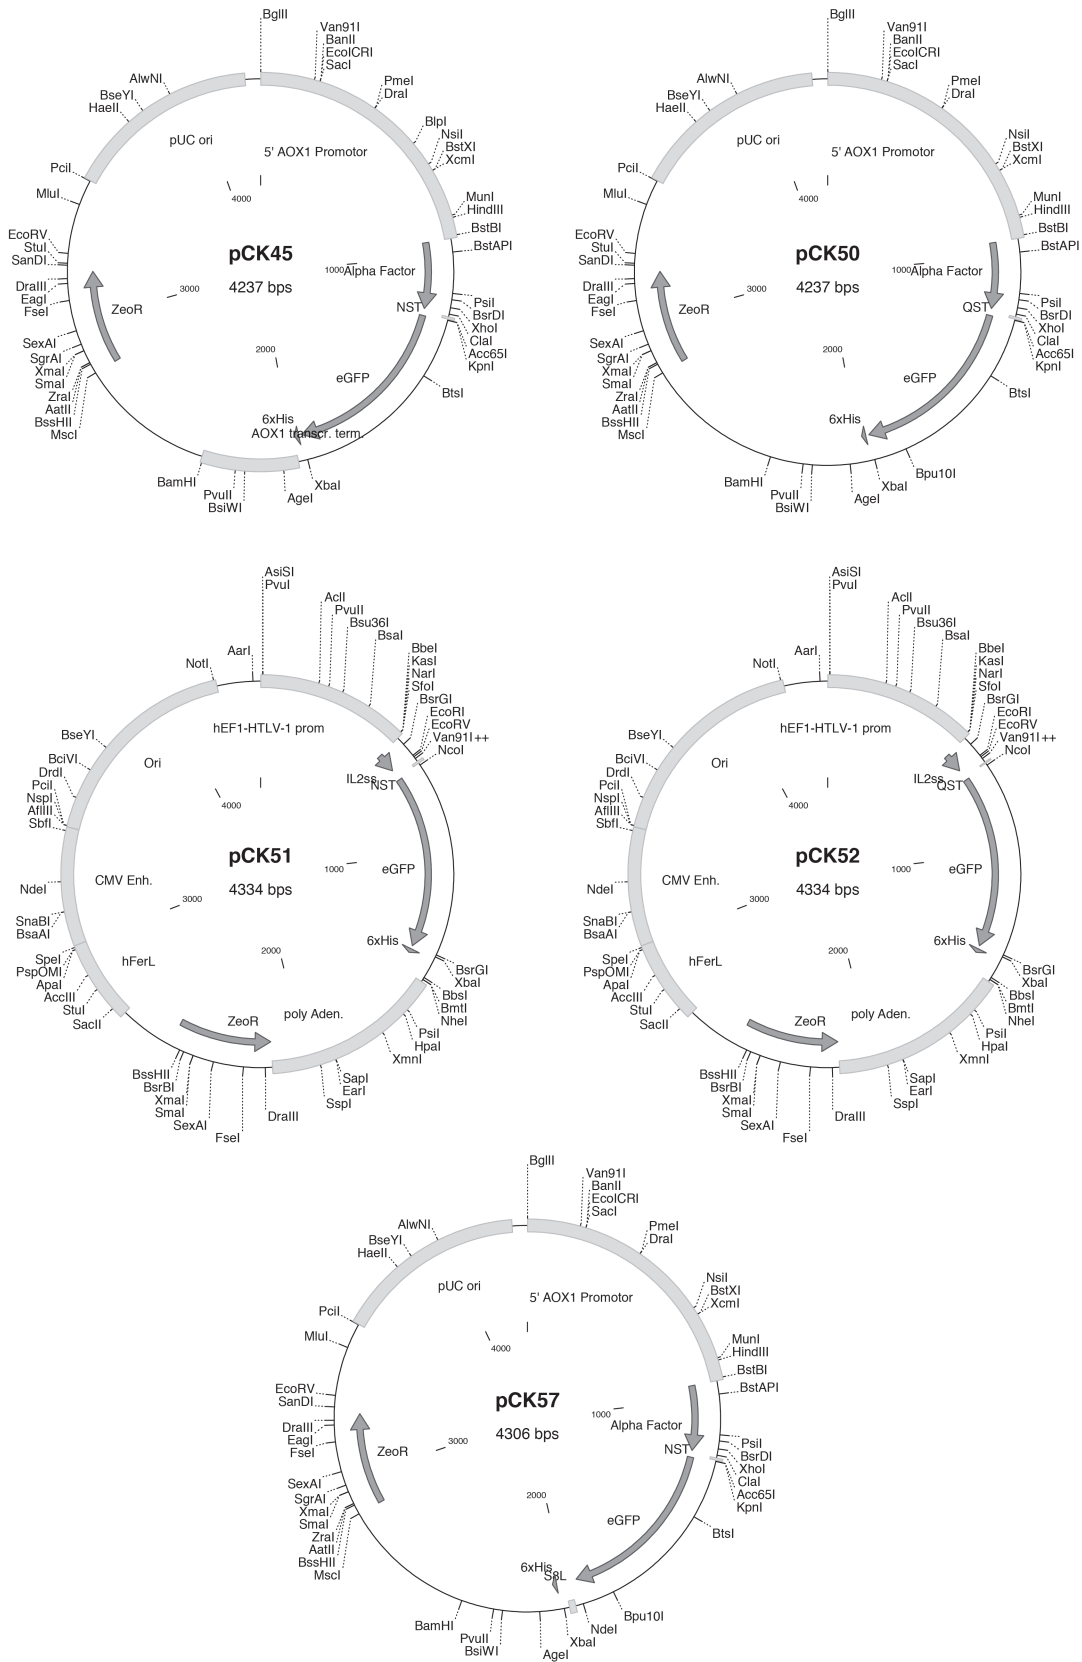 BglII
Van91I
BanII
EcoICRI
SacI
PmeI
DraI
BlpI
NsiI
BstXI
XcmI
MunI
HindIII
BstBI
BstAPI
PsiI
BsrDI
XhoI
ClaI
Acc65I
KpnI
BtsI
XbaI
AgeI
BsiWI
PvuII
BamHI
MscI
BssHII
AatII
ZraI
SmaI
XmaI
SgrAI
SexAI
FseI
EagI
DraIII
SanDI
StuI
EcoRV
MluI
PciI
HaeII
BseYI
AlwNI
pUC ori
5' AOX1 Promotor
4000
pCK45
4237 bps
1000
Alpha Factor
3000
ZeoR
NST
2000
eGFP
6xHis
AOX1 transcr. term.
BglII
Van91I
BanII
EcoICRI
SacI
PmeI
DraI
NsiI
BstXI
XcmI
MunI
HindIII
BstBI
BstAPI
PsiI
BsrDI
XhoI
ClaI
Acc65I
KpnI
BtsI
Bpu10I
XbaI
AgeI
BsiWI
PvuII
BamHI
MscI
BssHII
AatII
ZraI
SmaI
XmaI
SgrAI
SexAI
FseI
EagI
DraIII
SanDI
StuI
EcoRV
MluI
PciI
HaeII
BseYI
AlwNI
pUC ori
5' AOX1 Promotor
4000
pCK50
4237 bps
1000
Alpha Factor
3000
ZeoR
QST
2000
eGFP
6xHis
AsiSI
PvuI
AclI
PvuII
Bsu36I
BsaI
BbeI
KasI
NarI
SfoI
BsrGI
EcoRI
EcoRV
Van91I ++
NcoI
BsrGI
XbaI
BbsI
BmtI
NheI
PsiI
HpaI
XmnI
SapI
EarI
SspI
DraIII
FseI
SexAI
SmaI
XmaI
BsrBI
BssHII
SacII
StuI
AccIII
ApaI
PspOMI
SpeI
BsaAI
SnaBI
NdeI
SbfI
AflIII
NspI
PciI
DrdI
BciVI
BseYI
NotI
AarI
hEF1-HTLV-1 prom
Ori
IL2ss
NST
4000
pCK51
4334 bps
1000
eGFP
CMV Enh.
3000
6xHis
2000
hFerL
ZeoR
poly Aden.
AsiSI
PvuI
AclI
PvuII
Bsu36I
BsaI
BbeI
KasI
NarI
SfoI
BsrGI
EcoRI
EcoRV
Van91I ++
NcoI
BsrGI
XbaI
BbsI
BmtI
NheI
PsiI
HpaI
XmnI
SapI
EarI
SspI
DraIII
FseI
SexAI
SmaI
XmaI
BsrBI
BssHII
SacII
StuI
AccIII
ApaI
PspOMI
SpeI
BsaAI
SnaBI
NdeI
SbfI
AflIII
NspI
PciI
DrdI
BciVI
BseYI
NotI
AarI
hEF1-HTLV-1 prom
Ori
IL2ss
QST
4000
pCK52
4334 bps
1000
eGFP
CMV Enh.
3000
6xHis
2000
hFerL
ZeoR
poly Aden.
BglII
Van91I
BanII
EcoICRI
SacI
PmeI
DraI
NsiI
BstXI
XcmI
MunI
HindIII
BstBI
BstAPI
PsiI
BsrDI
XhoI
ClaI
Acc65I
KpnI
BtsI
Bpu10I
NdeI
XbaI
AgeI
BsiWI
PvuII
BamHI
MscI
BssHII
AatII
ZraI
SmaI
XmaI
SgrAI
SexAI
FseI
EagI
DraIII
SanDI
EcoRV
MluI
PciI
HaeII
BseYI
AlwNI
pUC ori
5' AOX1 Promotor
4000
pCK57
4306 bps
1000
Alpha Factor
3000
ZeoR
NST
2000
eGFP
6xHis
S8L